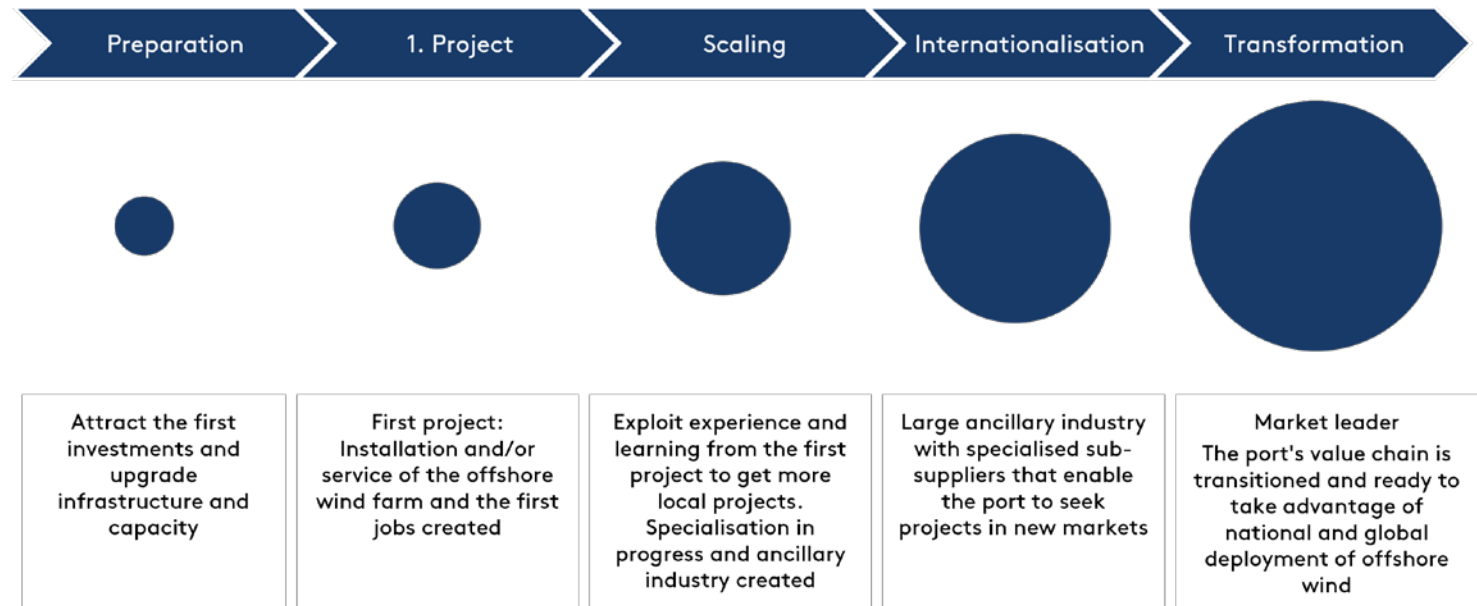 Preparation
1. Project
Scaling
Internationalisation
Transformation
Attract the first
investments and
upgrade
infrastructure and
capacity
First project:
Installation and/or
service of the offshore
wind farm and the first
jobs created
Exploit experience and
learning from the first
project to get more
local projects.
Specialisation in
progress and ancillary
industry created
Large ancillary industry
with specialised sub-
suppliers that enable
the port to seek
projects in new markets
Market leader
The port's value chain is
transitioned and ready to
take advantage of
national and global
deployment of offshore
wind